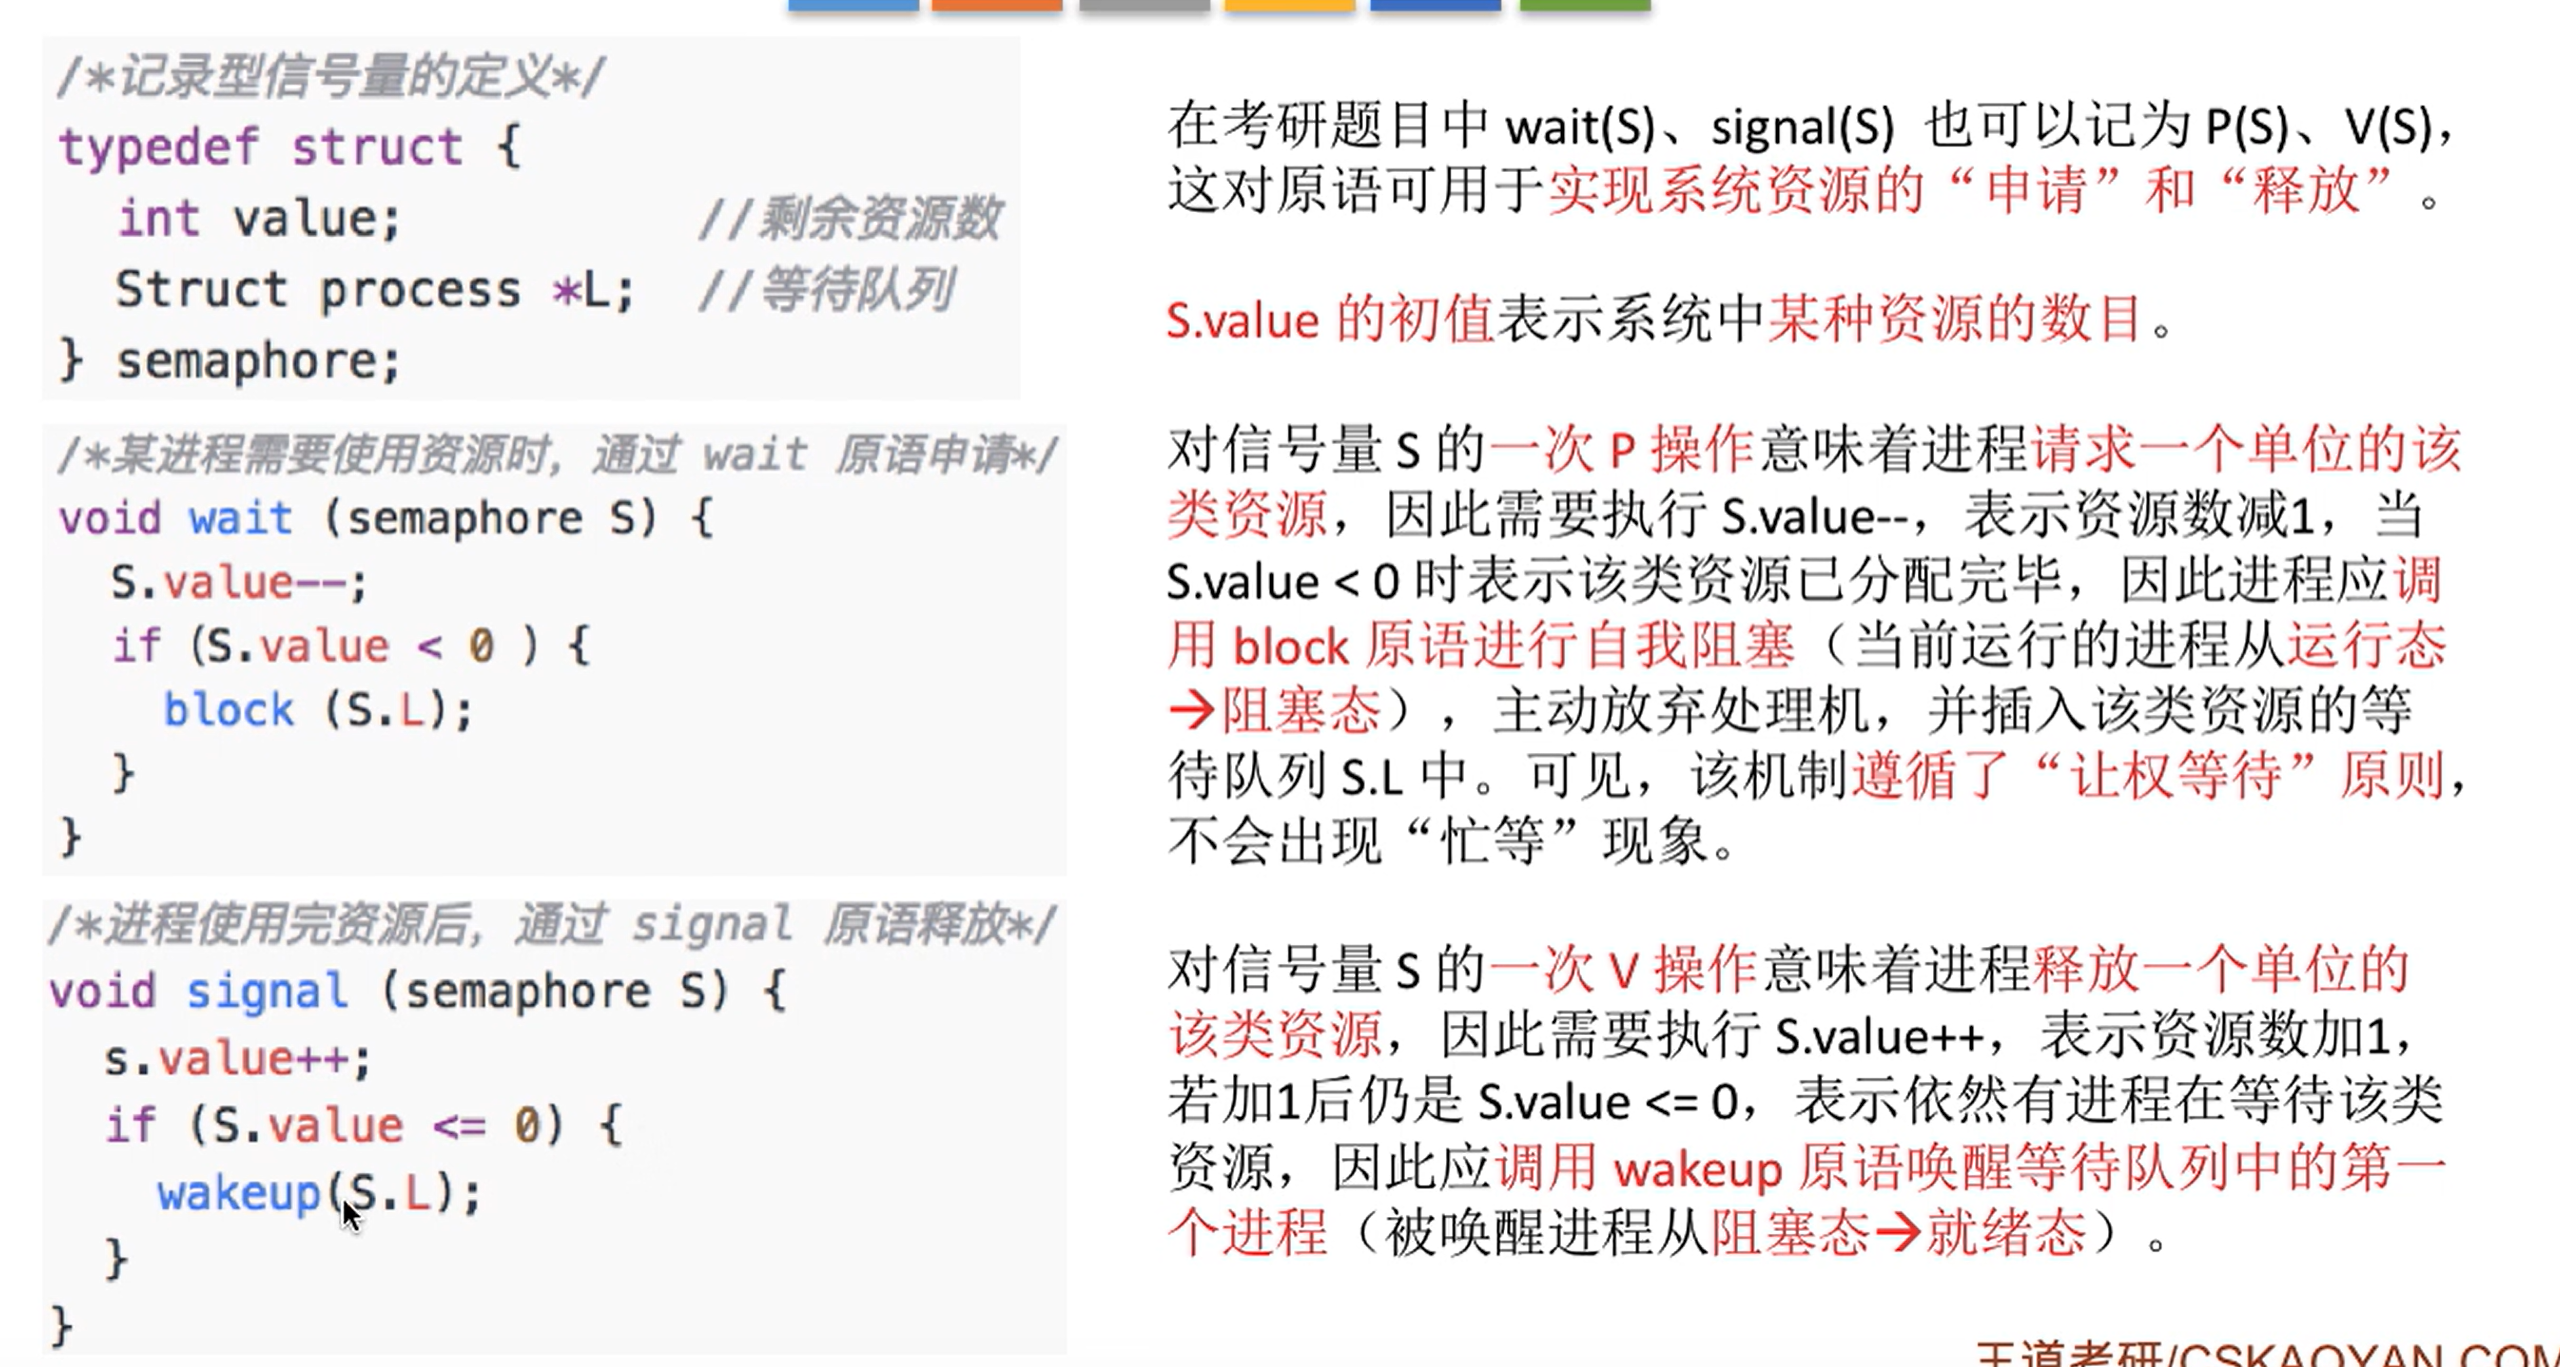 /*记录型信号量的定义*/
typedef struct {
int value; //剩余资源数
Struct process *L; //等待队列
} semaphore;
/*某进程需要使用资源时，通过 wait 原语申请*/
void wait (semaphore S) {
S.value--;
if (S.value < 0 ) {
block (S.L);
}
}
/*进程使用完资源后，通过 signal 原语释放*/
void signal (semaphore S) {
s.value++;
if (S.value <= 0) {
wakeup(S.L);
}
}
在考研题目中 wait(S)、signal(S) 也可以记为 P(S)、V(S)，
这对原语可用于实现系统资源的“申请”和“释放”。
S.value 的初值表示系统中某种资源的数目。
对信号量 S 的一次 P 操作意味着进程请求一个单位的该
类资源，因此需要执行 S.value--，表示资源数减1，当
S.value < 0 时表示该类资源已分配完毕，因此进程应调
用 block 原语进行自我阻塞（当前运行的进程从运行态
→阻塞态），主动放弃处理机，并插入该类资源的等
待队列 S.L 中。可见，该机制遵循了“让权等待”原则，
不会出现“忙等”现象。
对信号量 S 的一次 V 操作意味着进程释放一个单位的
该类资源，因此需要执行 S.value++，表示资源数加1，
若加1后仍是 S.value <= 0，表示依然有进程在等待该类
资源，因此应调用 wakeup 原语唤醒等待队列中的第一
个进程（被唤醒进程从阻塞态→就绪态）。
王道考研/CSKAOYAN.COM